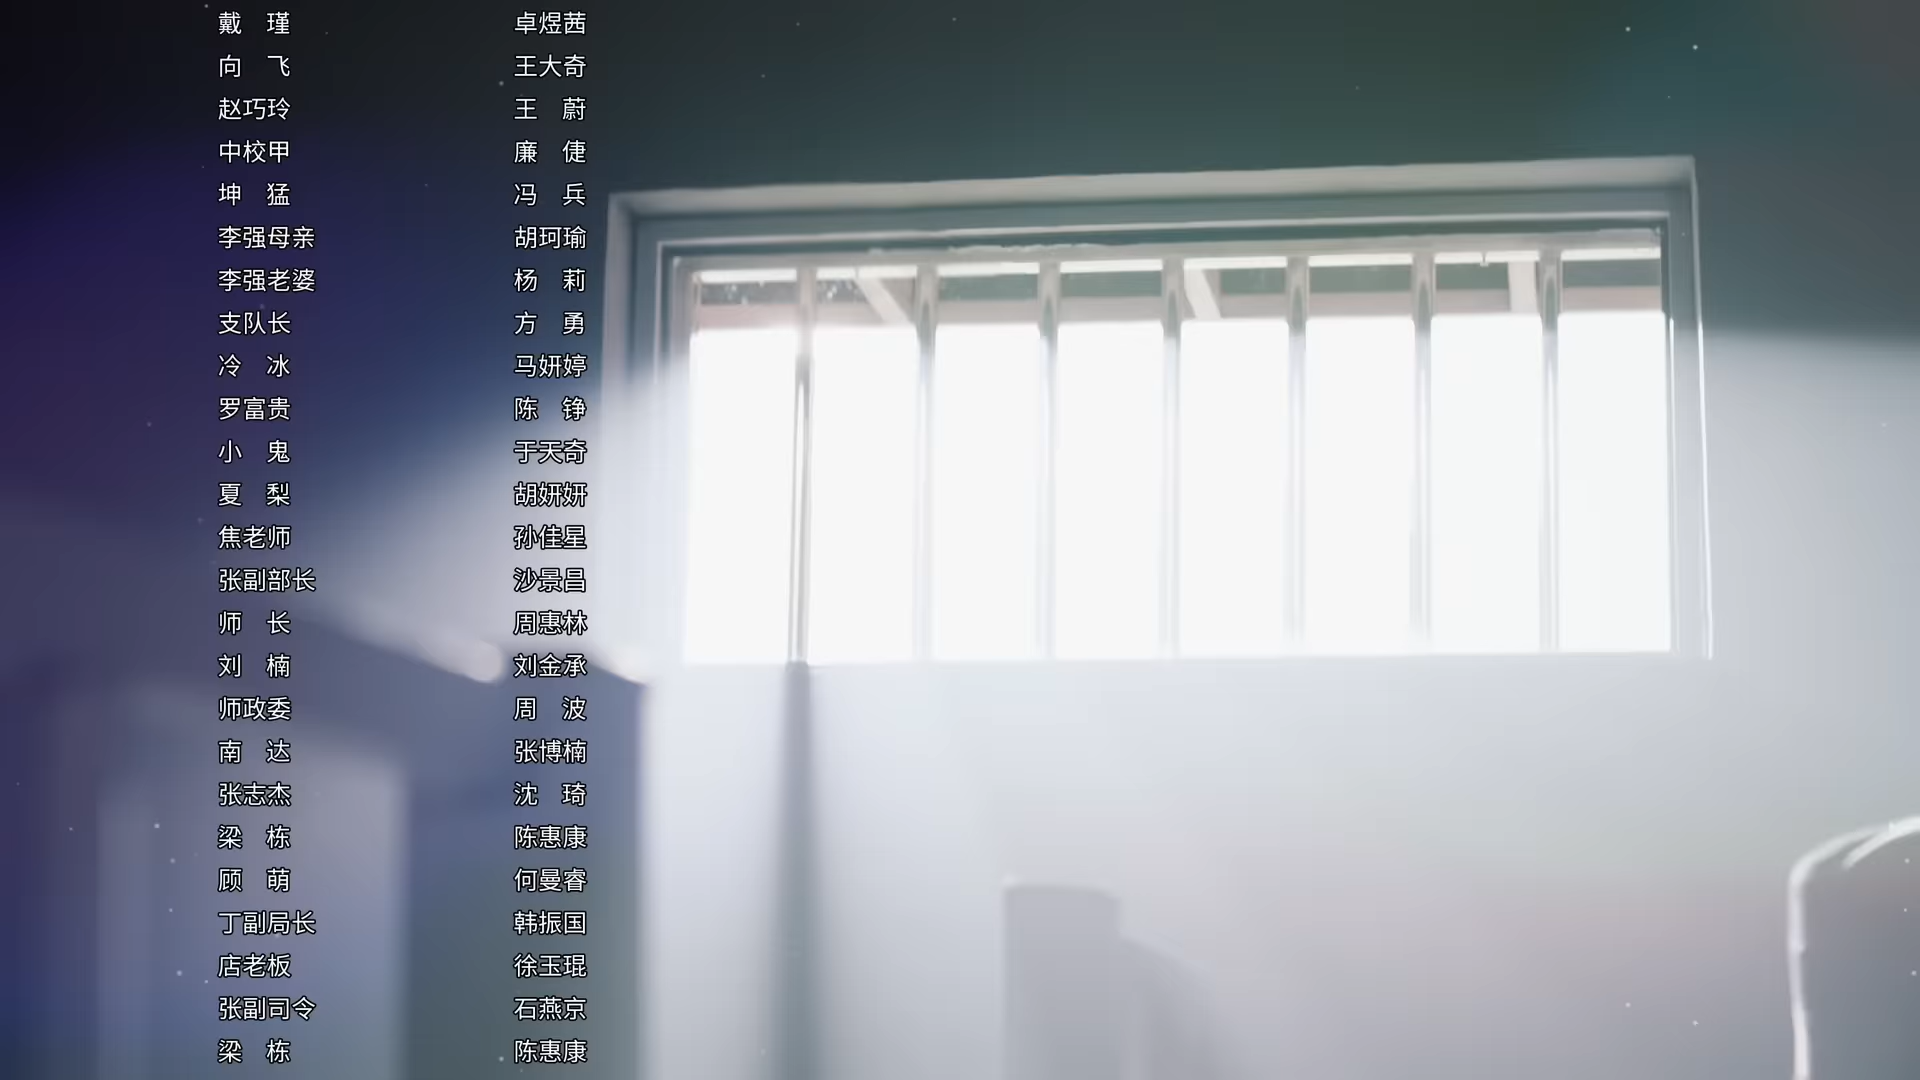 戴　瑾　卓煜茜
向　飞　王大奇
赵巧玲　王　蔚
中校甲　廉　倢
坤　猛　冯　兵
李强母亲　胡珂瑜
李强老婆　杨　莉
支队长　方　勇
冷　冰　马妍婷
罗富贵　陈　铮
小　鬼　于天奇
夏　梨　胡妍妍
焦老师　孙佳星
张副部长　沙景昌
师　长　周惠林
刘　楠　刘金承
师政委　周　波
南　达　张博楠
张志杰　沈　琦
梁　栋　陈惠康
顾　萌　何曼睿
丁副局长　韩振国
店老板　徐玉琨
张副司令　石燕京
梁　栋　陈惠康